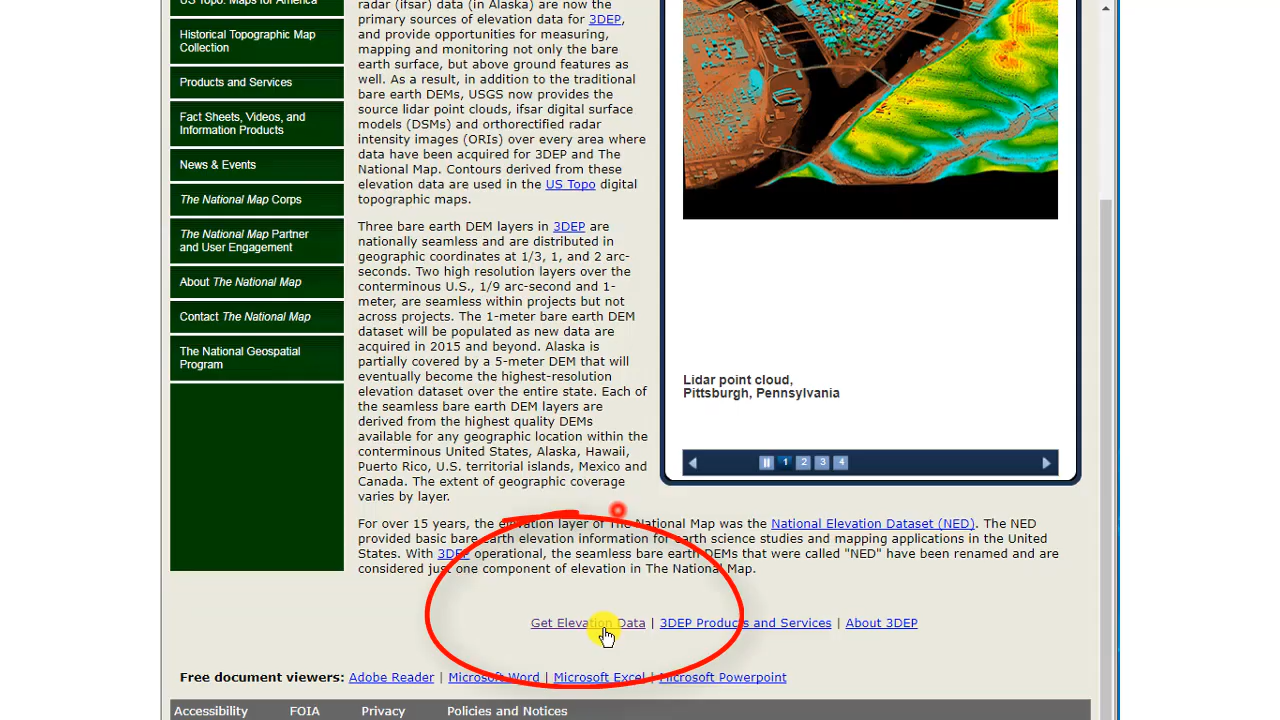 US Topo: Maps for America
Historical Topographic Map
Collection
Products and Services
Fact Sheets, Videos, and
Information Products
News & Events
The National Map Corps
The National Map Partner
and User Engagement
About The National Map
Contact The National Map
The National Geospatial
Program
radar (ifsar) data (in Alaska) are now the
primary sources of elevation data for 3DEP,
and provide opportunities for measuring,
mapping and monitoring not only the bare
earth surface, but above ground features as
well. As a result, in addition to the traditional
bare earth DEMs, USGS now provides the
source lidar point clouds, ifsar digital surface
models (DSMs) and orthorectified radar
intensity images (ORIs) over every area where
data have been acquired for 3DEP and The
National Map. Contours derived from these
elevation data are used in the US Topo digital
topographic maps.
Three bare earth DEM layers in 3DEP are
nationally seamless and are distributed in
geographic coordinates at 1/3, 1, and 2 arc-
seconds. Two high resolution layers over the
conterminous U.S., 1/9 arc-second and 1-
meter, are seamless within projects but not
across projects. The 1-meter bare earth DEM
dataset will be populated as new data are
acquired in 2015 and beyond. Alaska is
partially covered by a 5-meter DEM that will
eventually become the highest-resolution
elevation dataset over the entire state. Each of
the seamless bare earth DEM layers are
derived from the highest quality DEMs
available for any geographic location within the
conterminous United States, Alaska, Hawaii,
Puerto Rico, U.S. territorial islands, Mexico and
Canada. The extent of geographic coverage
varies by layer.
Lidar point cloud,
Pittsburgh, Pennsylvania
1 2 3 4
For over 15 years, the elevation layer of The National Map was the National Elevation Dataset (NED). The NED
provided basic bare earth elevation information for earth science studies and mapping applications in the United
States. With 3DEP operational, the seamless bare earth DEMs that were called "NED" have been renamed and are
considered just one component of elevation in The National Map.
Get Elevation Data | 3DEP Products and Services | About 3DEP
Free document viewers: Adobe Reader | Microsoft Word | Microsoft Excel | Microsoft Powerpoint
Accessibility FOIA Privacy Policies and Notices